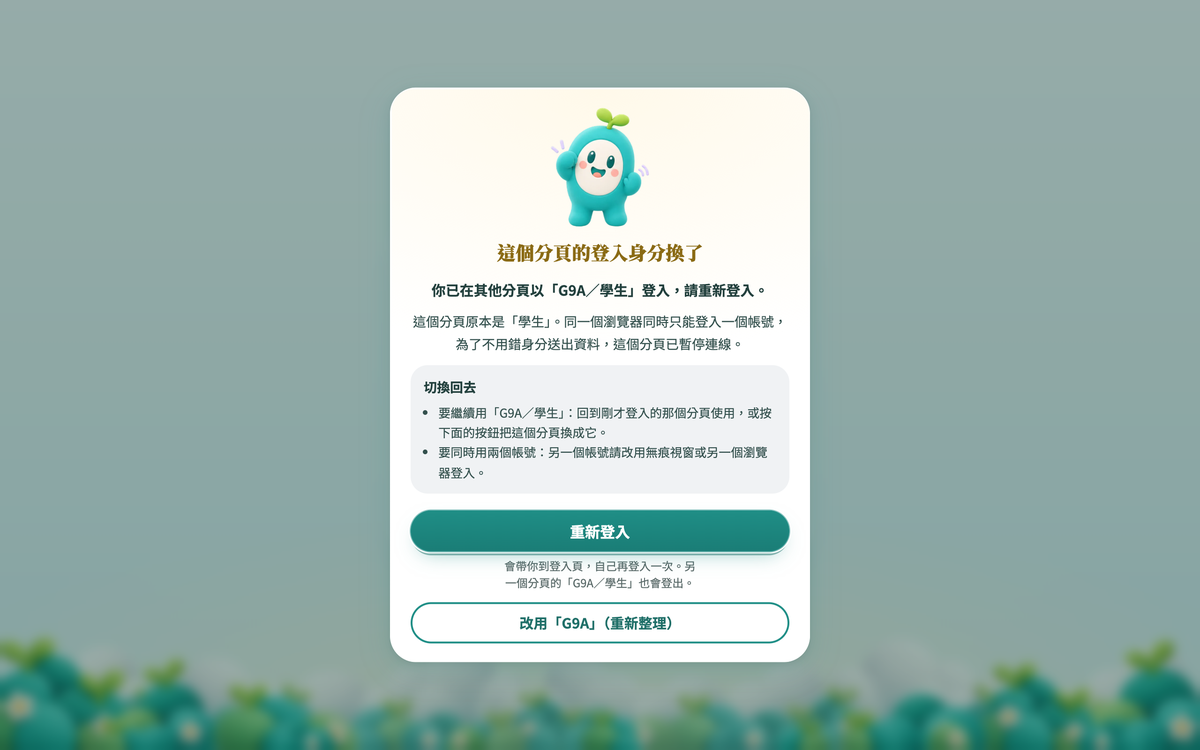 這個分頁的登入身分換了
你已在其他分頁以「G9A／學生」登入，請重新登入。
這個分頁原本是「學生」。同一個瀏覽器同時只能登入一個帳號，
為了不用錯身分送出資料，這個分頁已暫停連線。
切換回去
• 要繼續用「G9A／學生」：回到剛才登入的那個分頁使用，或按
下面的按鈕把這個分頁換成它。
• 要同時用兩個帳號：另一個帳號請改用無痕視窗或另一個瀏覽
器登入。
重新登入
會帶你到登入頁，自己再登入一次。另
一個分頁的「G9A／學生」也會登出。
改用「G9A」（重新整理）